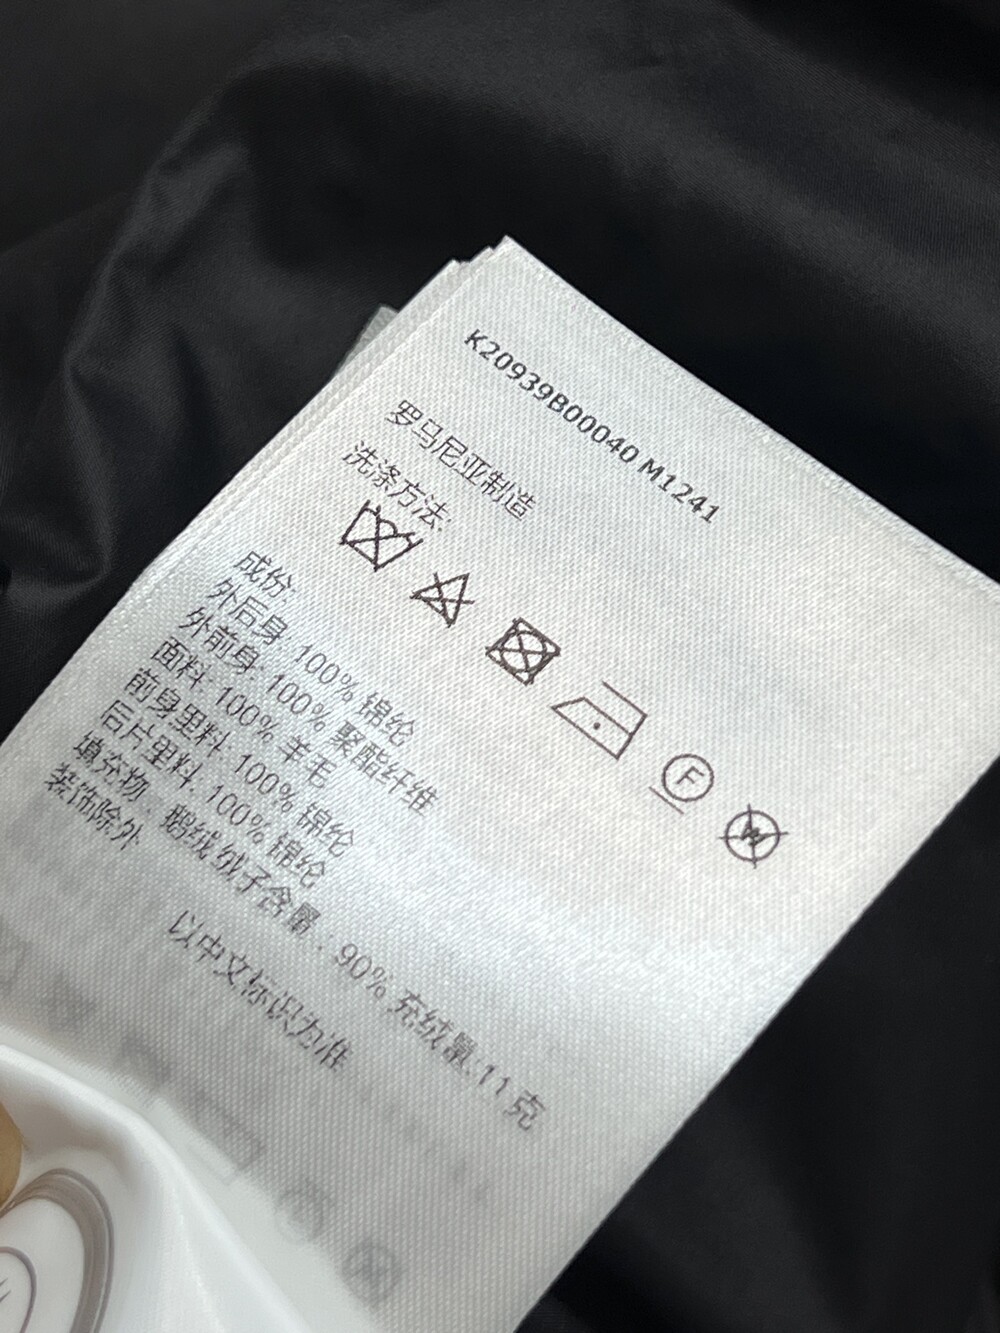 K20939B00040 M1241
罗马尼亚制造
洗涤方法:
F
W
成份:
外后身: 100% 锦纶
外前身: 100% 聚酯纤维
面料: 100% 羊毛
前身里料: 100% 锦纶
后片里料: 100% 锦纶
填充物: 鹅绒绒子含量: 90% 充绒量:11 克
装饰除外
以中文标识为准